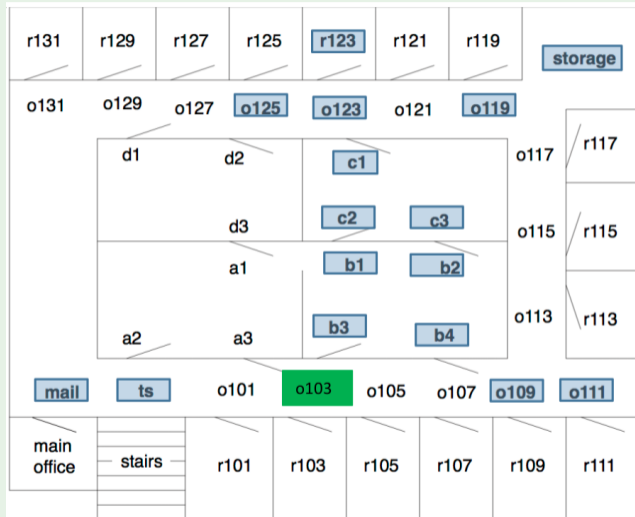 r131 r129 r127 r125 r123 r121 r119
storage
o131 o129 o127 o125 o123 o121 o119
r117
d1 d2 c1 o117
d3 c2 c3 o115 r115
a1 b1 b2
o113 r113
a2 a3 b3 b4
mail ts o101 o103 o105 o107 o109 o111
main
office
stairs r101 r103 r105 r107 r109 r111